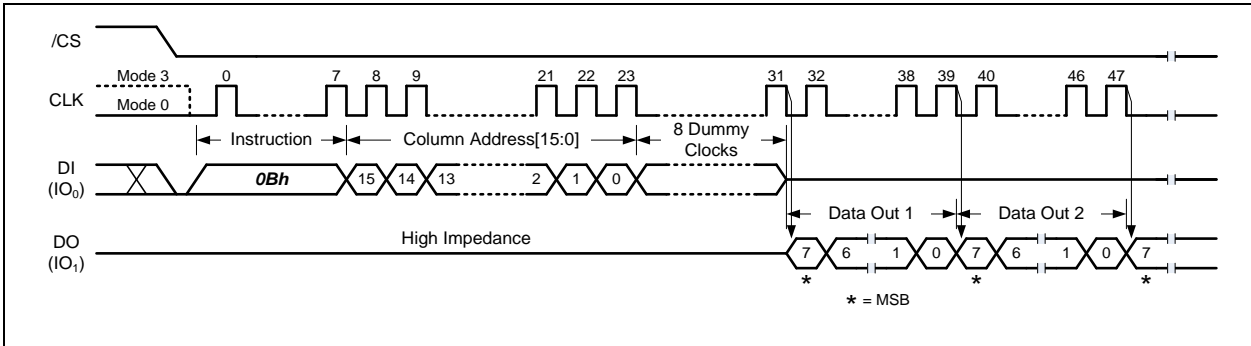 /CS
Mode 3 0 7 8 9 21 22 23 31 32 38 39 40 46 47
CLK
Mode 0
Instruction Column Address[15:0] 8 Dummy Clocks
DI
(IO0)
0Bh 15 14 13 2 1 0
Data Out 1 Data Out 2
DO
(IO1)
High Impedance
7 6 1 0 7 6 1 0 7
* * *
* = MSB